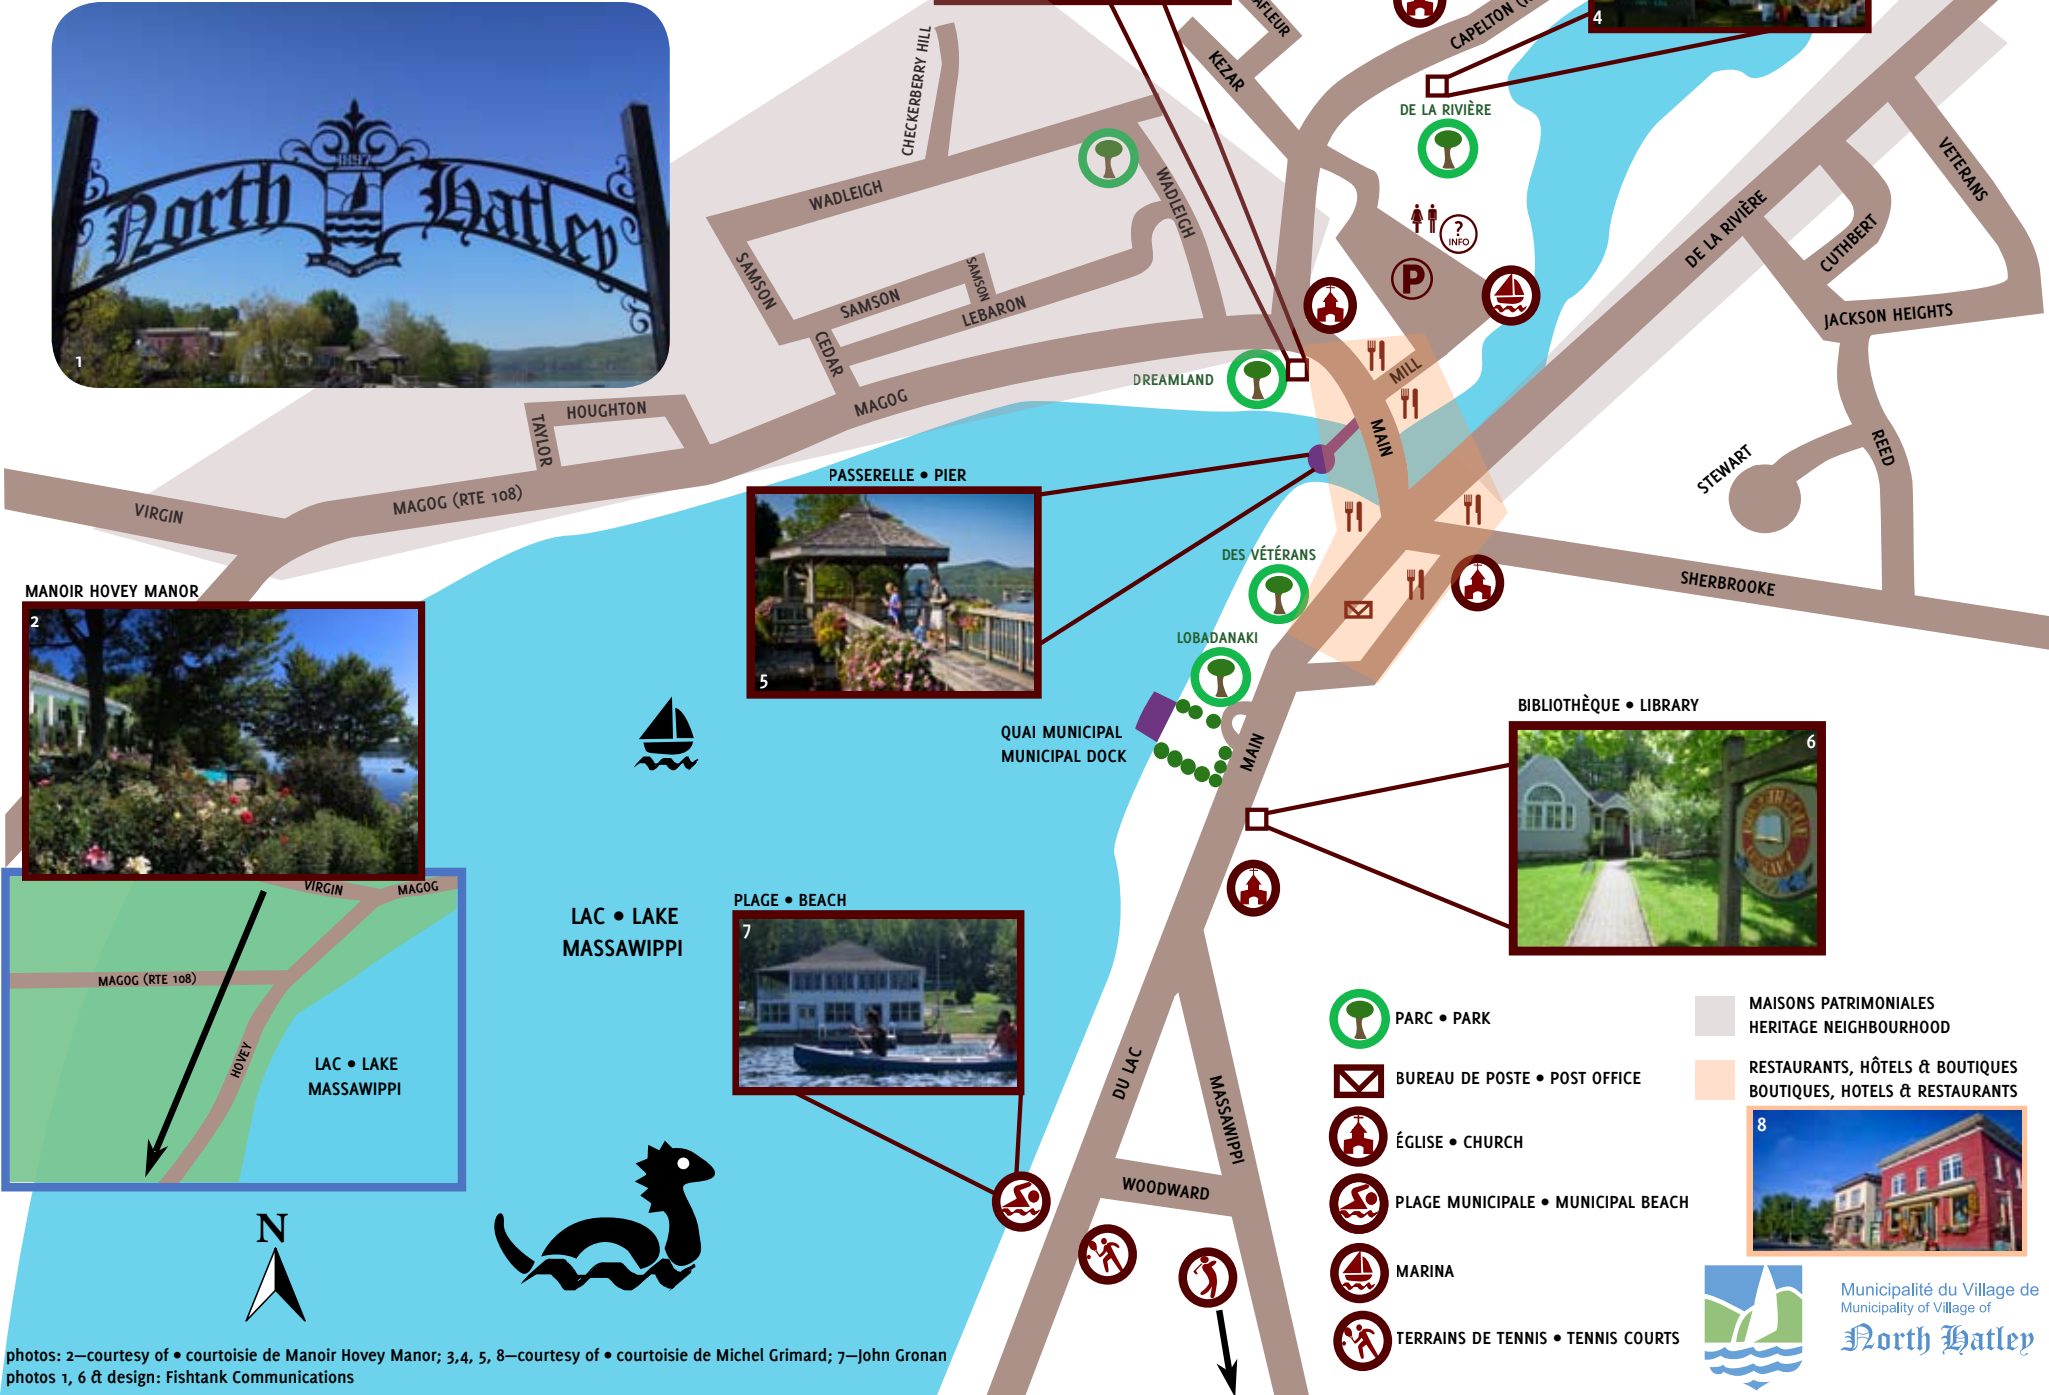 1897
North Hatley
1
AFLEUR
KEZAR
CAPELTON (R
4
CHECKERBERRY HILL
DE LA RIVIÈRE
WADLEIGH
WADLEIGH
VETERANS
?
INFO
P
DE LA RIVIÈRE
CUTHBERT
SAMSON
SAMSON
SAMSON
LEBARON
CEDAR
JACKSON HEIGHTS
DREAMLAND
MILL
MAGOG
HOUGHTON
TAYLOR
MAIN
REED
STEWART
PASSERELLE • PIER
5
MAGOG (RTE 108)
VIRGIN
DES VÉTÉRANS
SHERBROOKE
MANOIR HOVEY MANOR
2
LOBADANAKI
QUAI MUNICIPAL
MUNICIPAL DOCK
MAIN
BIBLIOTHÈQUE • LIBRARY
6
VIRGIN
MAGOG
MAGOG (RTE 108)
HOVEY
LAC • LAKE
MASSAWIPPI
LAC • LAKE
MASSAWIPPI
PLAGE • BEACH
7
DU LAC
MASSAWIPPI
WOODWARD
N
PARC • PARK
BUREAU DE POSTE • POST OFFICE
ÉGLISE • CHURCH
PLAGE MUNICIPALE • MUNICIPAL BEACH
MARINA
TERRAINS DE TENNIS • TENNIS COURTS
MAISONS PATRIMONIALES
HERITAGE NEIGHBOURHOOD
RESTAURANTS, HÔTELS & BOUTIQUES
BOUTIQUES, HOTELS & RESTAURANTS
8
Municipalité du Village de
Municipality of Village of
North Hatley
photos: 2—courtesy of • courtoisie de Manoir Hovey Manor; 3,4, 5, 8—courtesy of • courtoisie de Michel Grimard; 7—John Gronan
photos 1, 6 & design: Fishtank Communications